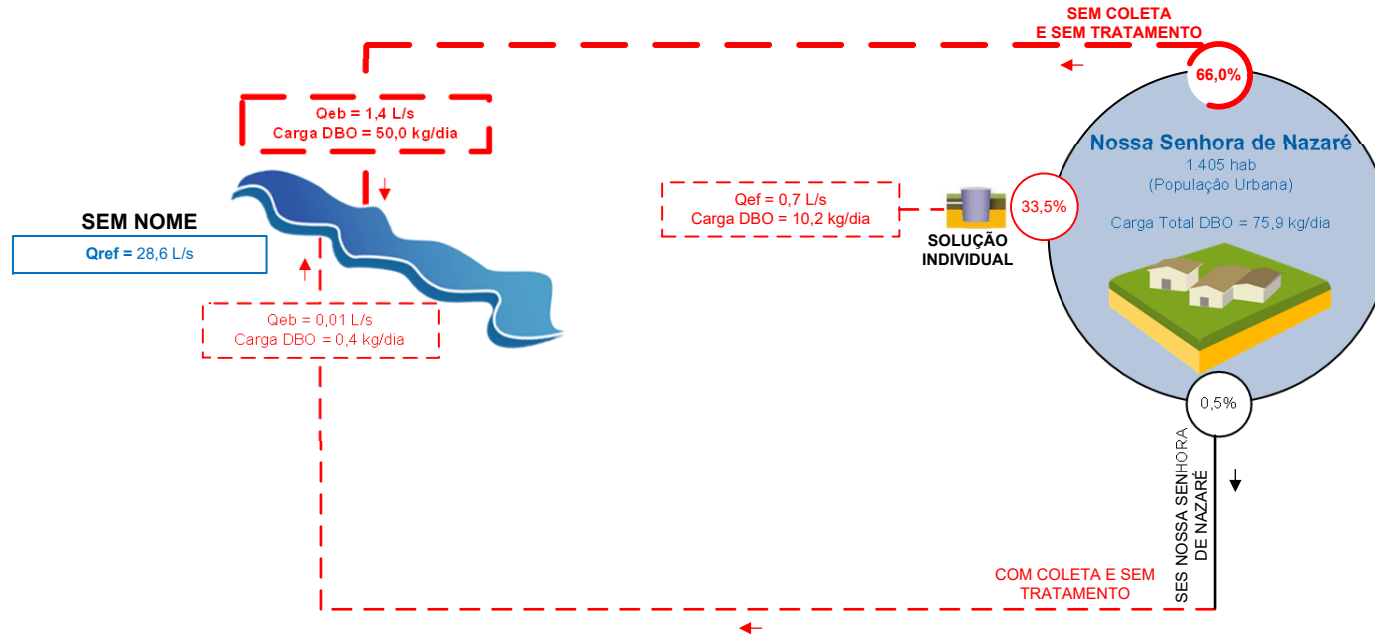 SEM COLETA
E SEM TRATAMENTO
66,0%
Qeb = 1,4 L/s
Carga DBO = 50,0 kg/dia
Nossa Senhora de Nazaré
1.405 hab
(População Urbana)
Carga Total DBO = 75,9 kg/dia
Qef = 0,7 L/s
Carga DBO = 10,2 kg/dia
33,5%
SOLUÇÃO
INDIVIDUAL
SEM NOME
Qref = 28,6 L/s
Qeb = 0,01 L/s
Carga DBO = 0,4 kg/dia
0,5%
SES NOSSA SENHORA
DE NAZARÉ
COM COLETA E SEM
TRATAMENTO